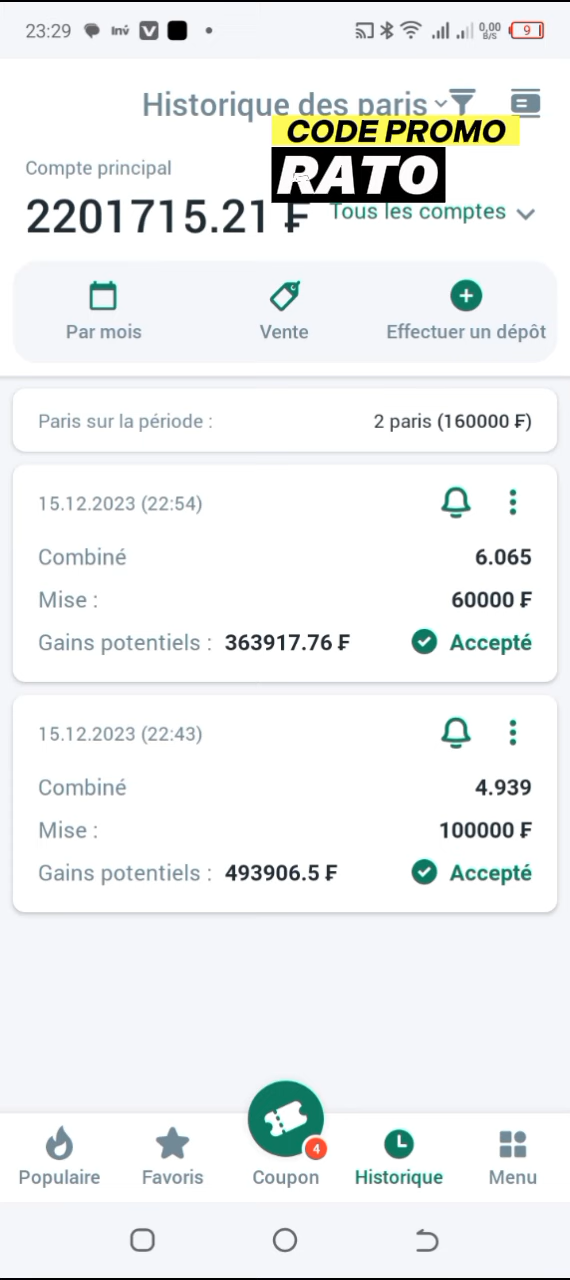 23:29 Inv V 0,00 B/S 9
Historique des paris
CODE PROMO
RATO
Compte principal
2201715.21 ₣ Tous les comptes
Par mois Vente Effectuer un dépôt
Paris sur la période : 2 paris (160000 ₣)
15.12.2023 (22:54)
Combiné 6.065
Mise : 60000 ₣
Gains potentiels : 363917.76 ₣ Accepté
15.12.2023 (22:43)
Combiné 4.939
Mise : 100000 ₣
Gains potentiels : 493906.5 ₣ Accepté
4
Populaire Favoris Coupon Historique Menu